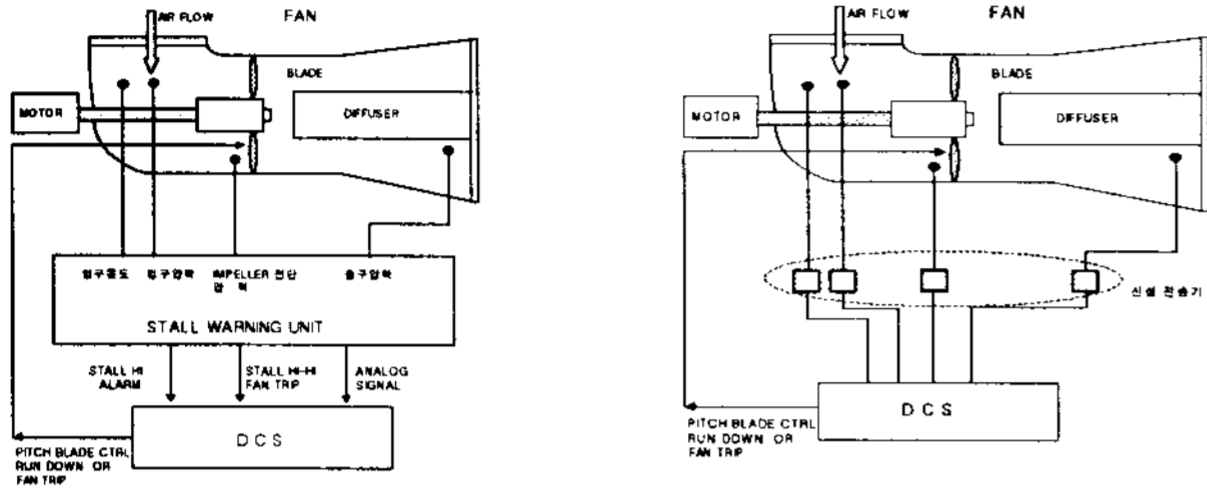 AIR FLOW
FAN
BLADE
MOTOR
DIFFUSER
입구온도
입구압력
IMPELLER 전단
압 력
출구압력
STALL WARNING UNIT
STALL HI
ALARM
STALL HI-HI
FAN TRIP
ANALOG
SIGNAL
D C S
PITCH BLADE CTRL
RUN DOWN OR
FAN TRIP
AIR FLOW
FAN
BLADE
MOTOR
DIFFUSER
신설 전송기
D C S
PITCH BLADE CTRL
RUN DOWN OR
FAN TRIP